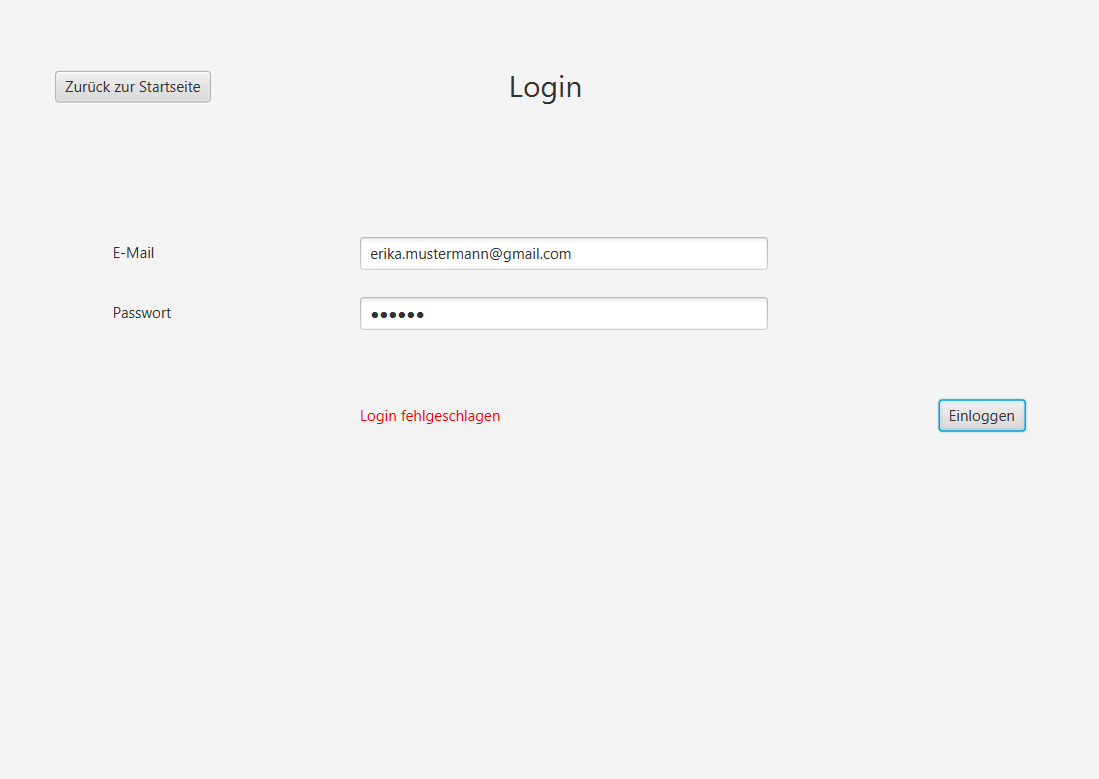 Zurück zur Startseite
Login
E-Mail
erika.mustermann@gmail.com
Passwort
●●●●●●
Login fehlgeschlagen
Einloggen